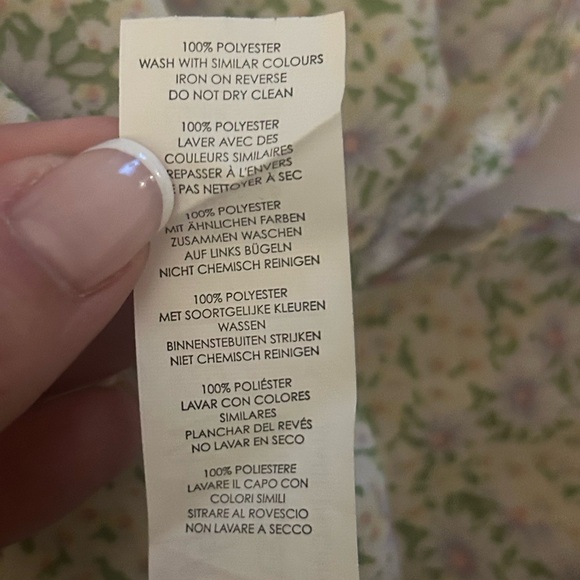 100% POLYESTER
WASH WITH SIMILAR COLOURS
IRON ON REVERSE
DO NOT DRY CLEAN
100% POLYESTER
LAVER AVEC DES
COULEURS SIMILAIRES
REPASSER À L'ENVERS
PAS NETTOYER À SEC
100% POLYESTER
MIT ÄHNLICHEN FARBEN
ZUSAMMEN WASCHEN
AUF LINKS BÜGELN
NICHT CHEMISCH REINIGEN
100% POLYESTER
MET SOORTGELIJKE KLEUREN
WASSEN
BINNENSTEBUITEN STRIJKEN
NIET CHEMISCH REINIGEN
100% POLIÉSTER
LAVAR CON COLORES
SIMILARES
PLANCHAR DEL REVÉS
NO LAVAR EN SECO
100% POLIESTERE
LAVARE IL CAPO CON
COLORI SIMILI
SITRARE AL ROVESCIO
NON LAVARE A SECCO